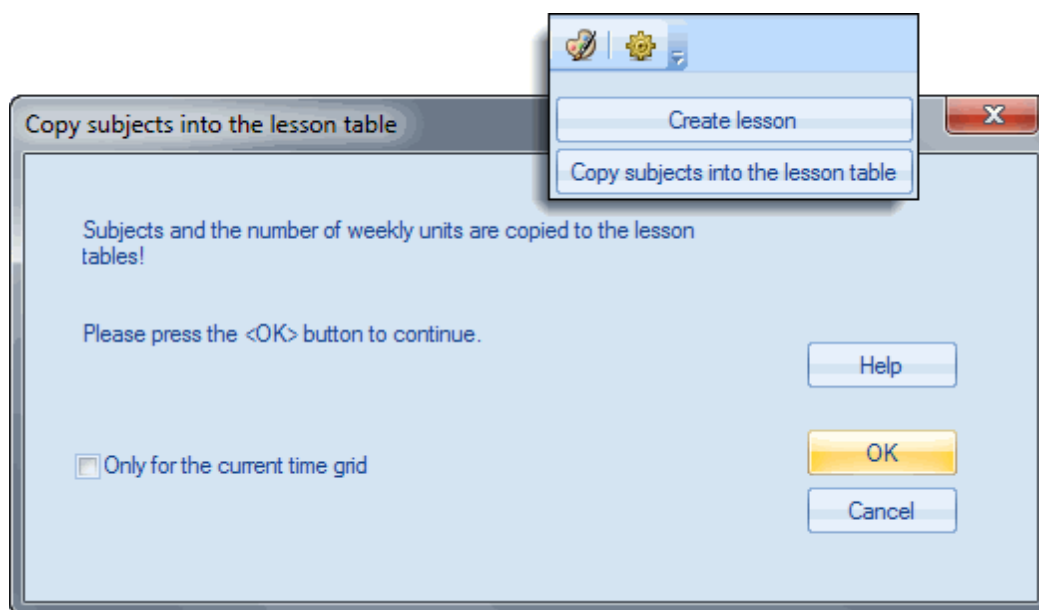 Create lesson
Copy subjects into the lesson table
Copy subjects into the lesson table
Subjects and the number of weekly units are copied to the lesson
tables!
Please press the <OK> button to continue.
Help
Only for the current time grid
OK
Cancel